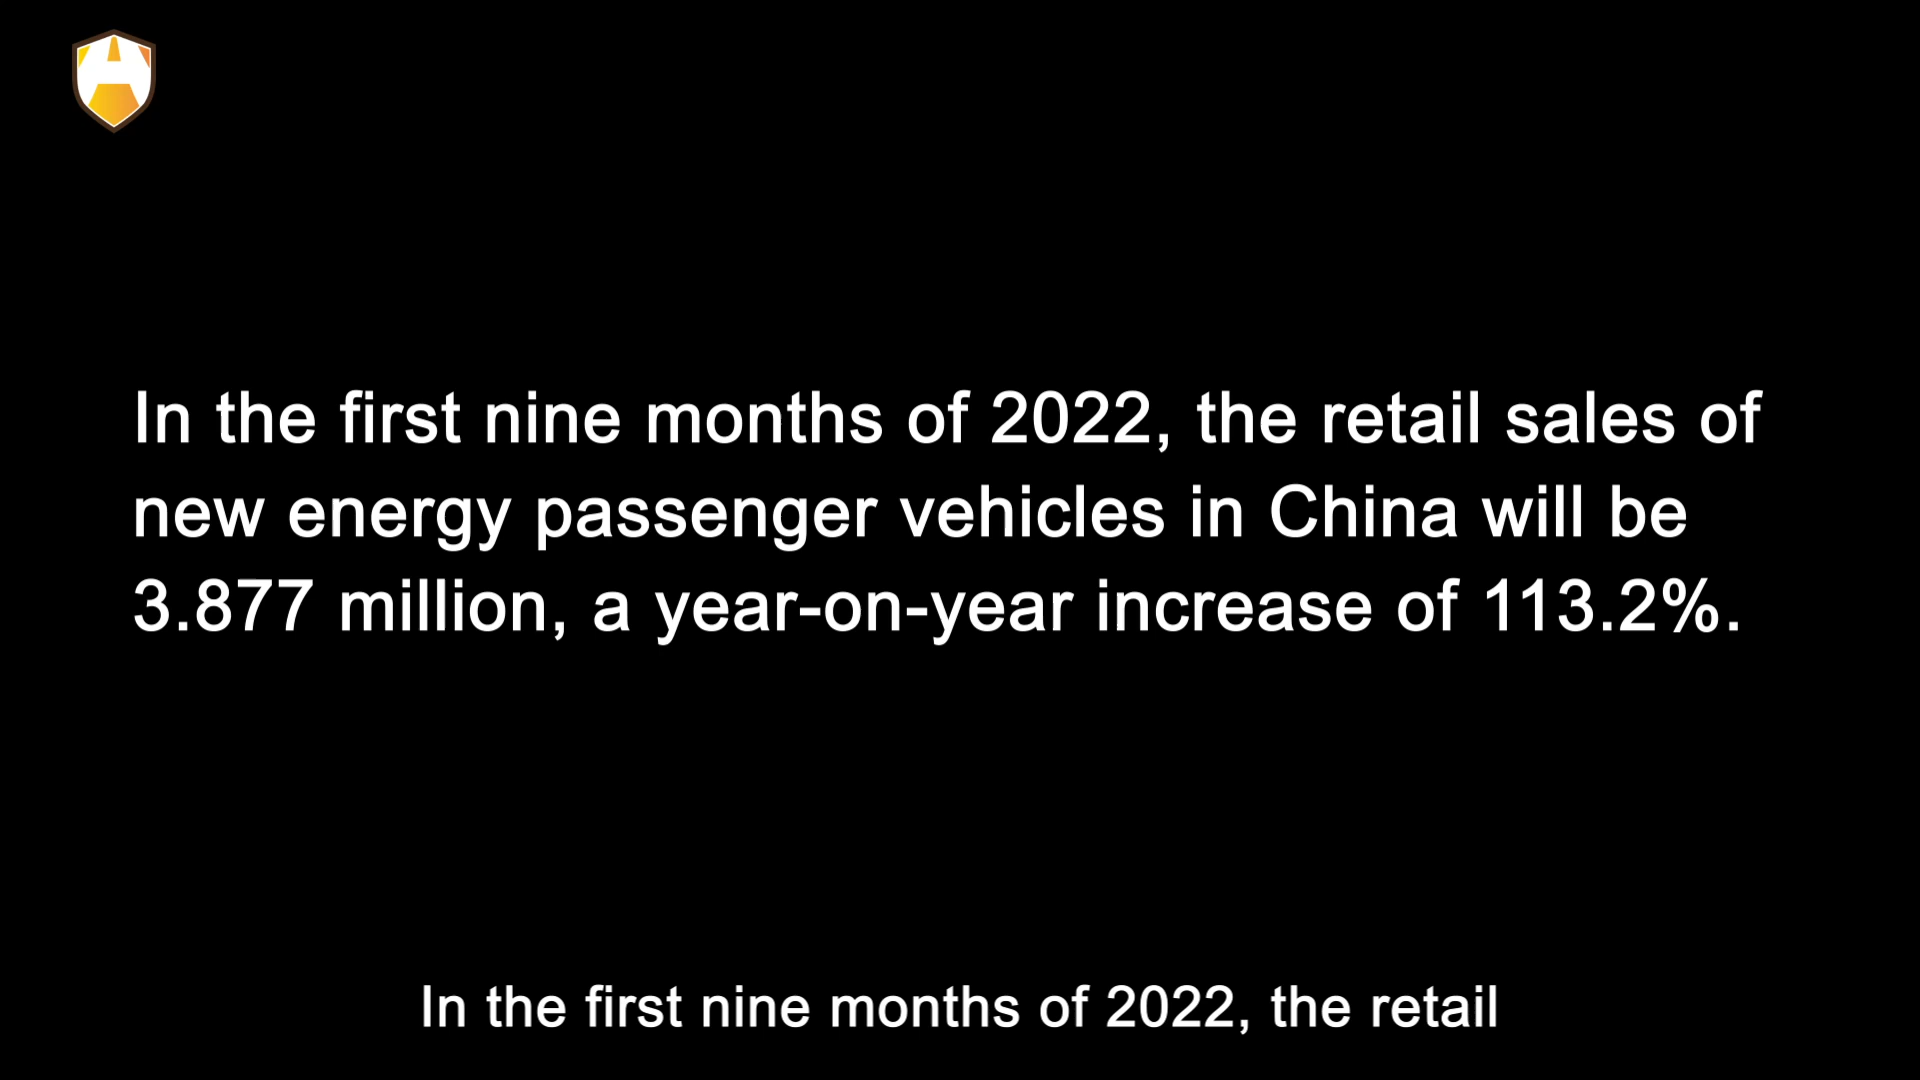 In the first nine months of 2022, the retail sales of
new energy passenger vehicles in China will be
3.877 million, a year-on-year increase of 113.2%.
In the first nine months of 2022, the retail